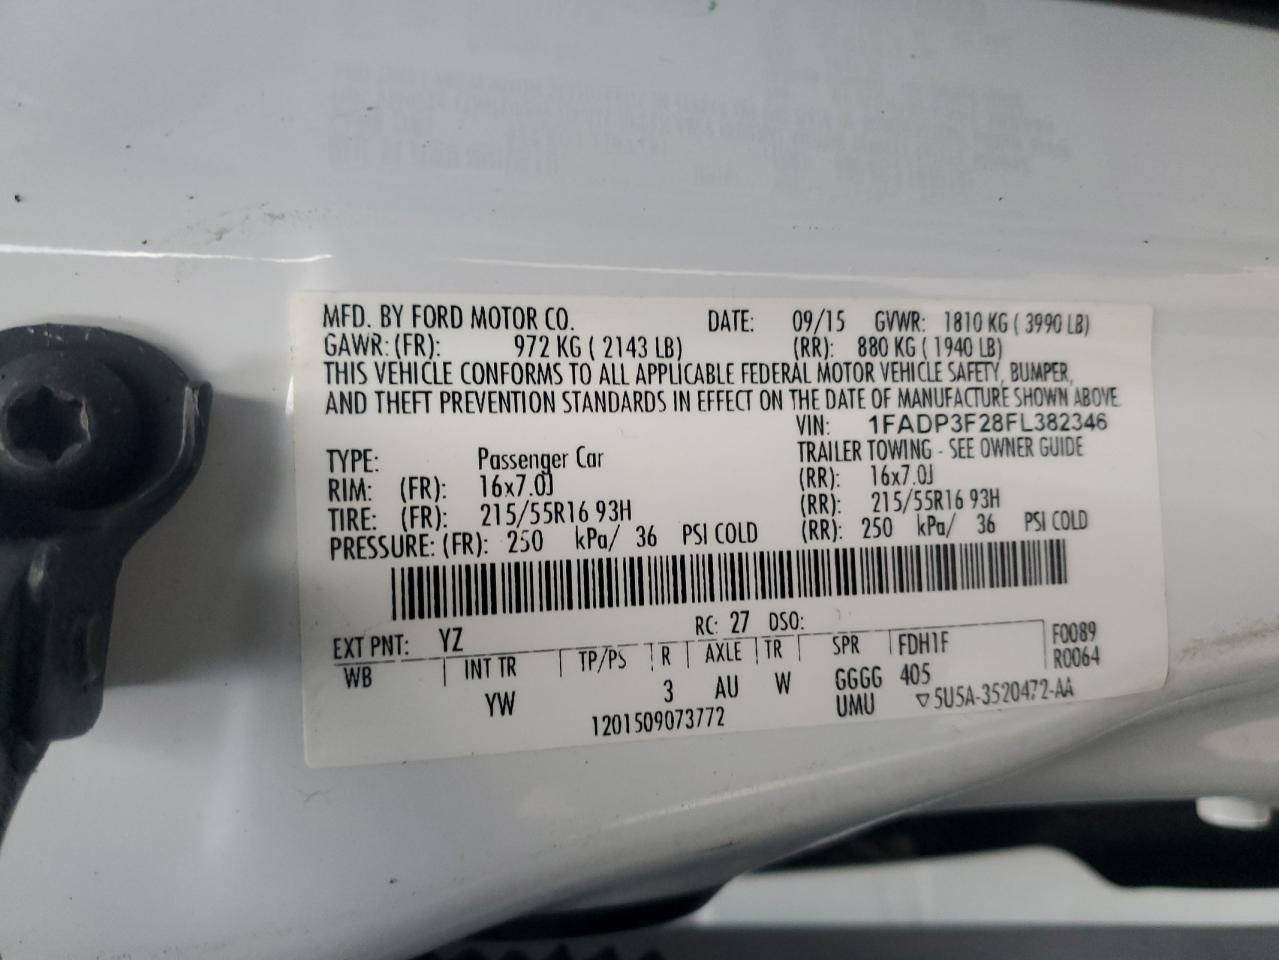 MFD. BY FORD MOTOR CO. DATE: 09/15 GVWR: 1810 KG ( 3990 LB)
GAWR: (FR): 972 KG ( 2143 LB) (RR): 880 KG ( 1940 LB)
THIS VEHICLE CONFORMS TO ALL APPLICABLE FEDERAL MOTOR VEHICLE SAFETY, BUMPER,
AND THEFT PREVENTION STANDARDS IN EFFECT ON THE DATE OF MANUFACTURE SHOWN ABOVE
VIN: 1FADP3F28FL382346
TYPE: Passenger Car TRAILER TOWING - SEE OWNER GUIDE
RIM: (FR): 16x7.0J (RR): 16x7.0J
TIRE: (FR): 215/55R16 93H (RR): 215/55R16 93H
PRESSURE: (FR): 250 kPa/ 36 PSI COLD (RR): 250 kPa/ 36 PSI COLD
EXT PNT: YZ RC: 27 DSO: F0089
WB INT TR TP/PS R AXLE TR SPR FDH1F R0064
YW 3 AU W GGGG 405
1201509073772 UMU ▽5U5A-3520472-AA